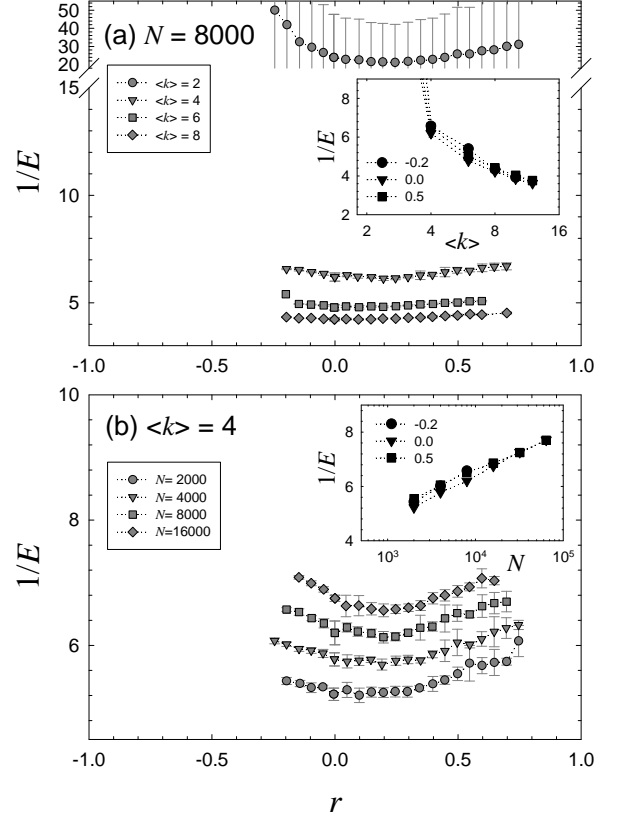 (a) N = 8000
50
40
30
20
15
10
5
1/E
<k> = 2
<k> = 4
<k> = 6
<k> = 8
8
6
4
2
1/E
-0.2
0.0
0.5
2 4 8 16
<k>
-1.0 -0.5 0.0 0.5 1.0
(b) <k> = 4
10
8
6
1/E
N= 2000
N= 4000
N= 8000
N=16000
8
6
4
1/E
-0.2
0.0
0.5
10³ 10⁴ N 10⁵
-1.0 -0.5 0.0 0.5 1.0
r